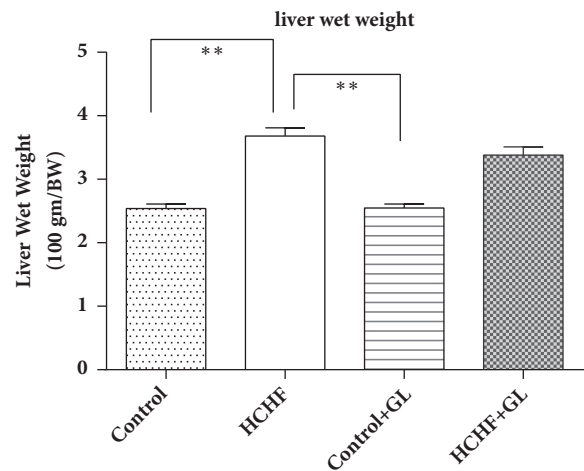 liver wet weight
Liver Wet Weight
(100 gm/BW)
5
4
3
2
1
0
**
**
Control
HCHF
Control+GL
HCHF+GL